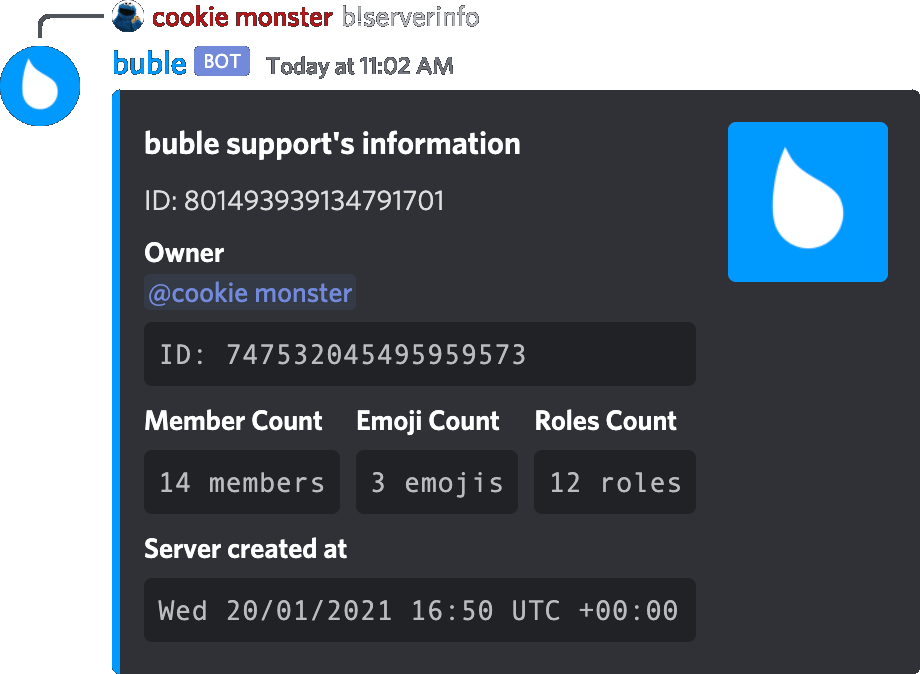 cookie monster b!serverinfo
buble BOT Today at 11:02 AM
buble support's information
ID: 801493939134791701
Owner
@cookie monster
ID: 747532045495959573
Member Count Emoji Count Roles Count
14 members 3 emojis 12 roles
Server created at
Wed 20/01/2021 16:50 UTC +00:00